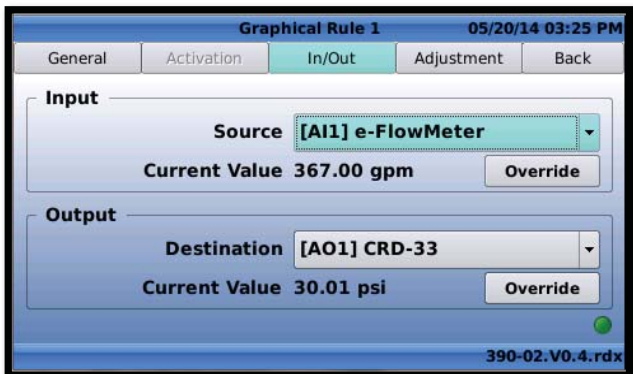 Graphical Rule 1 05/20/14 03:25 PM
General Activation In/Out Adjustment Back
Input
Source [AI1] e-FlowMeter
Current Value 367.00 gpm Override
Output
Destination [AO1] CRD-33
Current Value 30.01 psi Override
390-02.V0.4.rdx